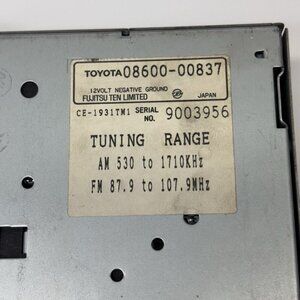 TOYOTA 08600-00837
12VOLT NEGATIVE GROUND
FUJITSU TEN LIMITED JAPAN
CE-1931TM1 SERIAL NO. 9003956
TUNING RANGE
AM 530 to 1710KHz
FM 87.9 to 107.9MHz